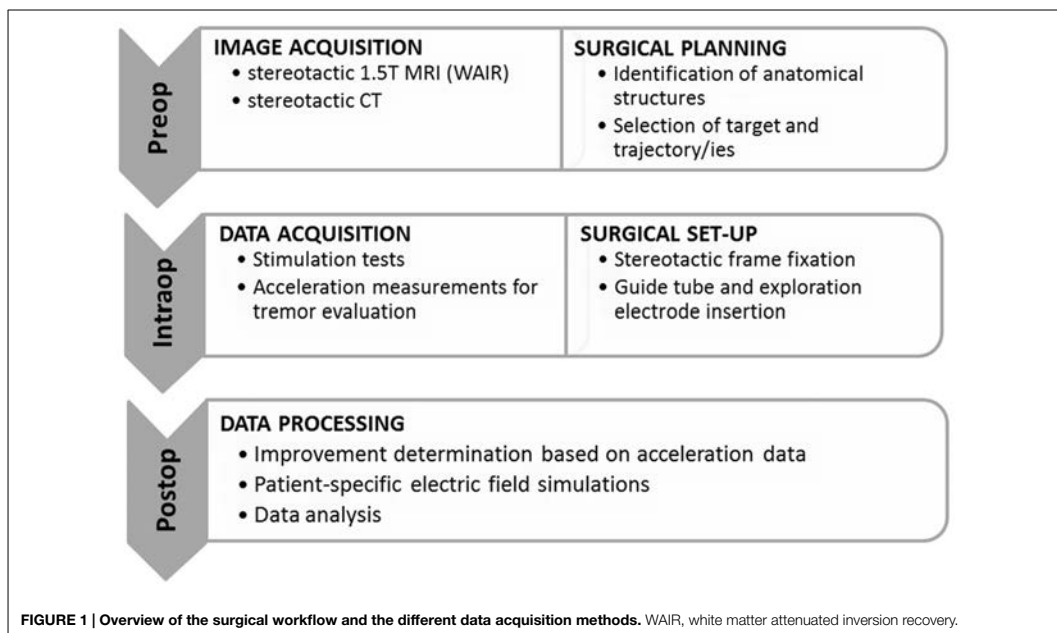 Preop
IMAGE ACQUISITION
• stereotactic 1.5T MRI (WAIR)
• stereotactic CT
SURGICAL PLANNING
• Identification of anatomical
structures
• Selection of target and
trajectory/ies
Intraop
DATA ACQUISITION
• Stimulation tests
• Acceleration measurements for
tremor evaluation
SURGICAL SET-UP
• Stereotactic frame fixation
• Guide tube and exploration
electrode insertion
Postop
DATA PROCESSING
• Improvement determination based on acceleration data
• Patient-specific electric field simulations
• Data analysis
FIGURE 1 | Overview of the surgical workflow and the different data acquisition methods. WAIR, white matter attenuated inversion recovery.